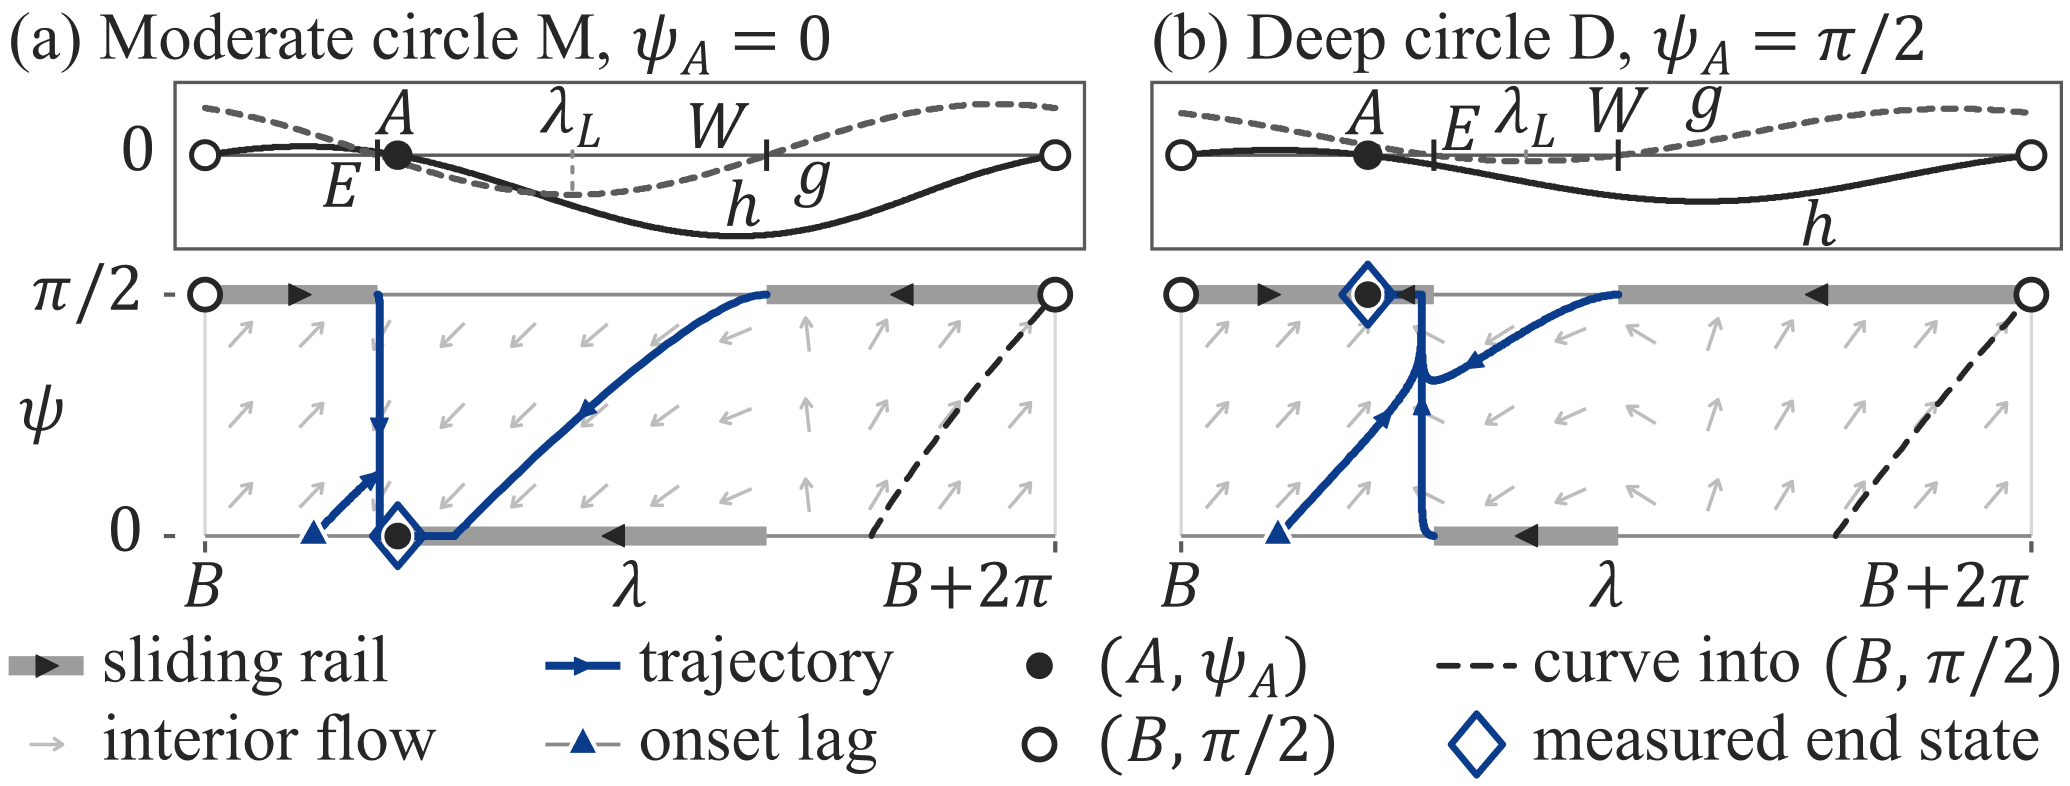 (a) Moderate circle M, ψ_A = 0
(b) Deep circle D, ψ_A = π/2
0
E
A
λ_L
W
h
g
A
E
λ_L
W
g
h
π/2
ψ
0
B
λ
B+2π
B
λ
B+2π
sliding rail
trajectory
(A, ψ_A)
curve into (B, π/2)
interior flow
onset lag
(B, π/2)
measured end state